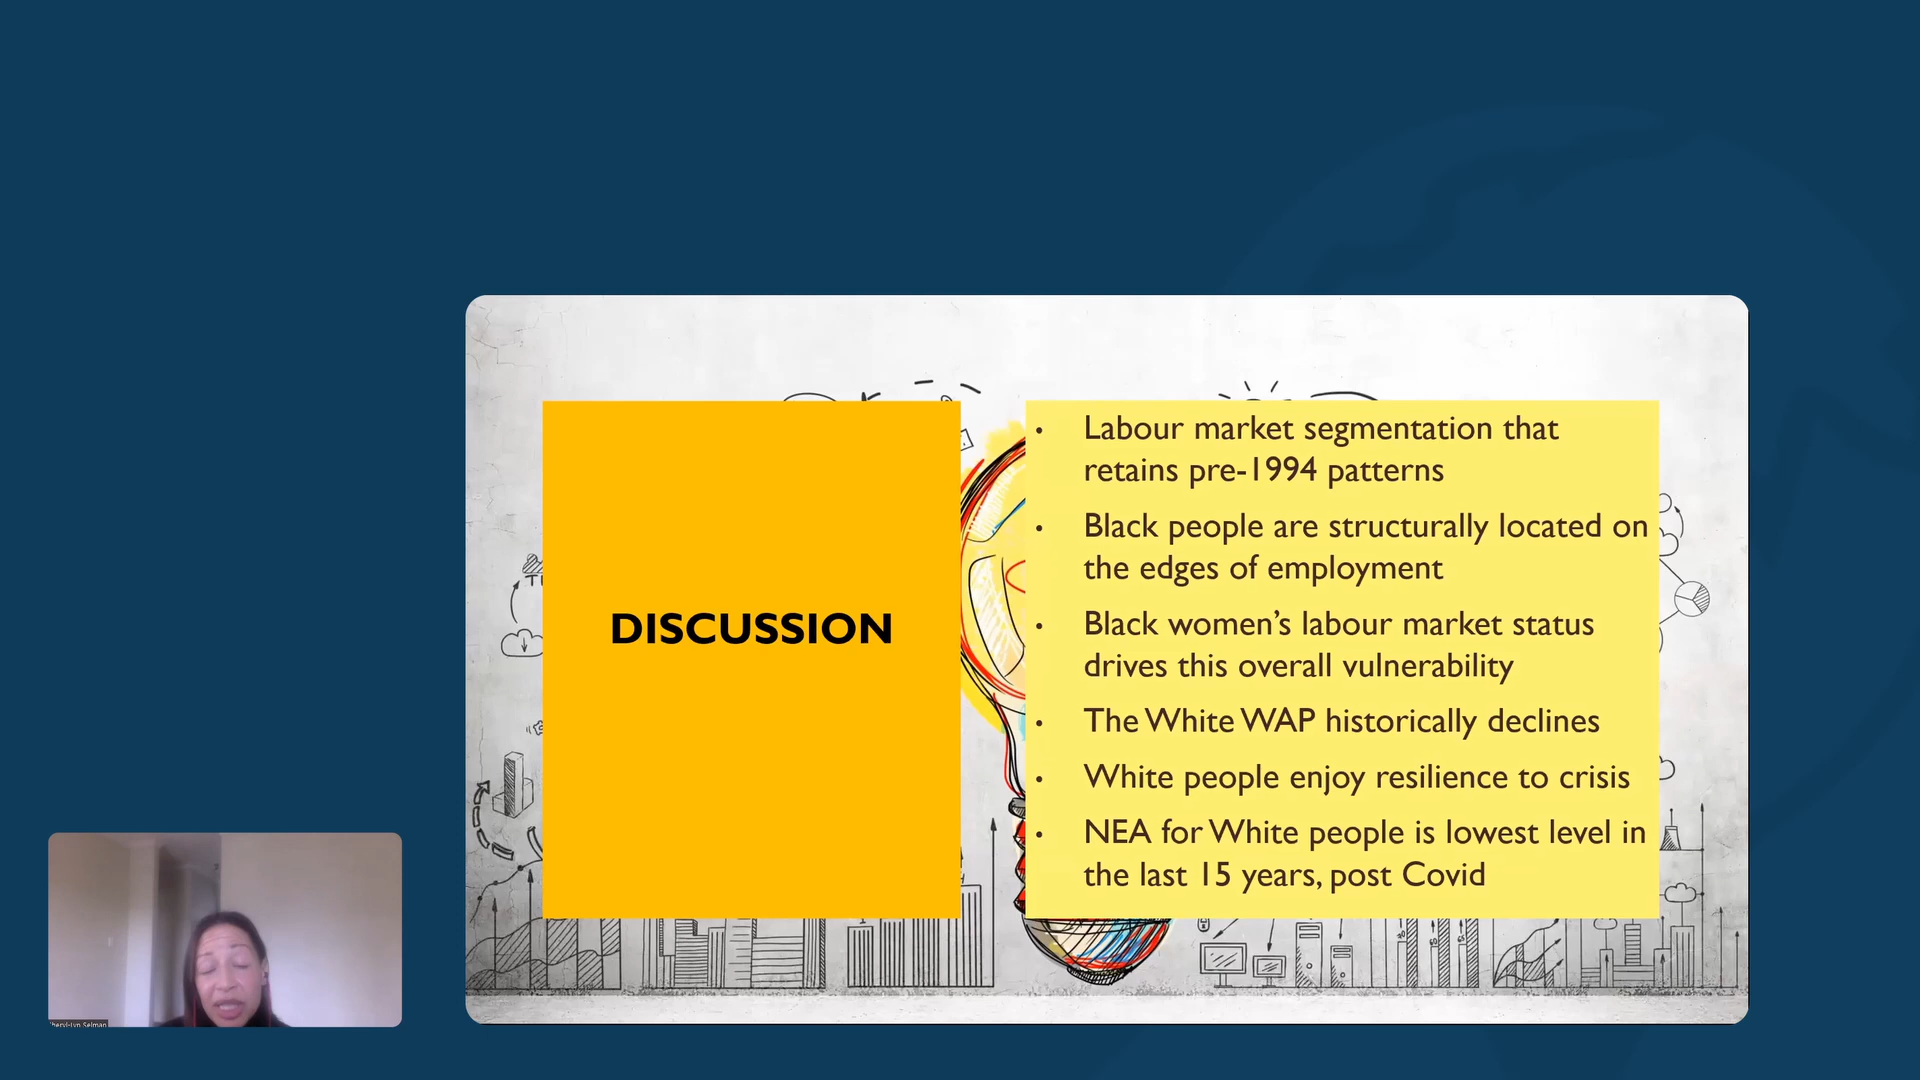 DISCUSSION
• Labour market segmentation that
retains pre-1994 patterns
• Black people are structurally located on
the edges of employment
• Black women’s labour market status
drives this overall vulnerability
• The White WAP historically declines
• White people enjoy resilience to crisis
• NEA for White people is lowest level in
the last 15 years, post Covid